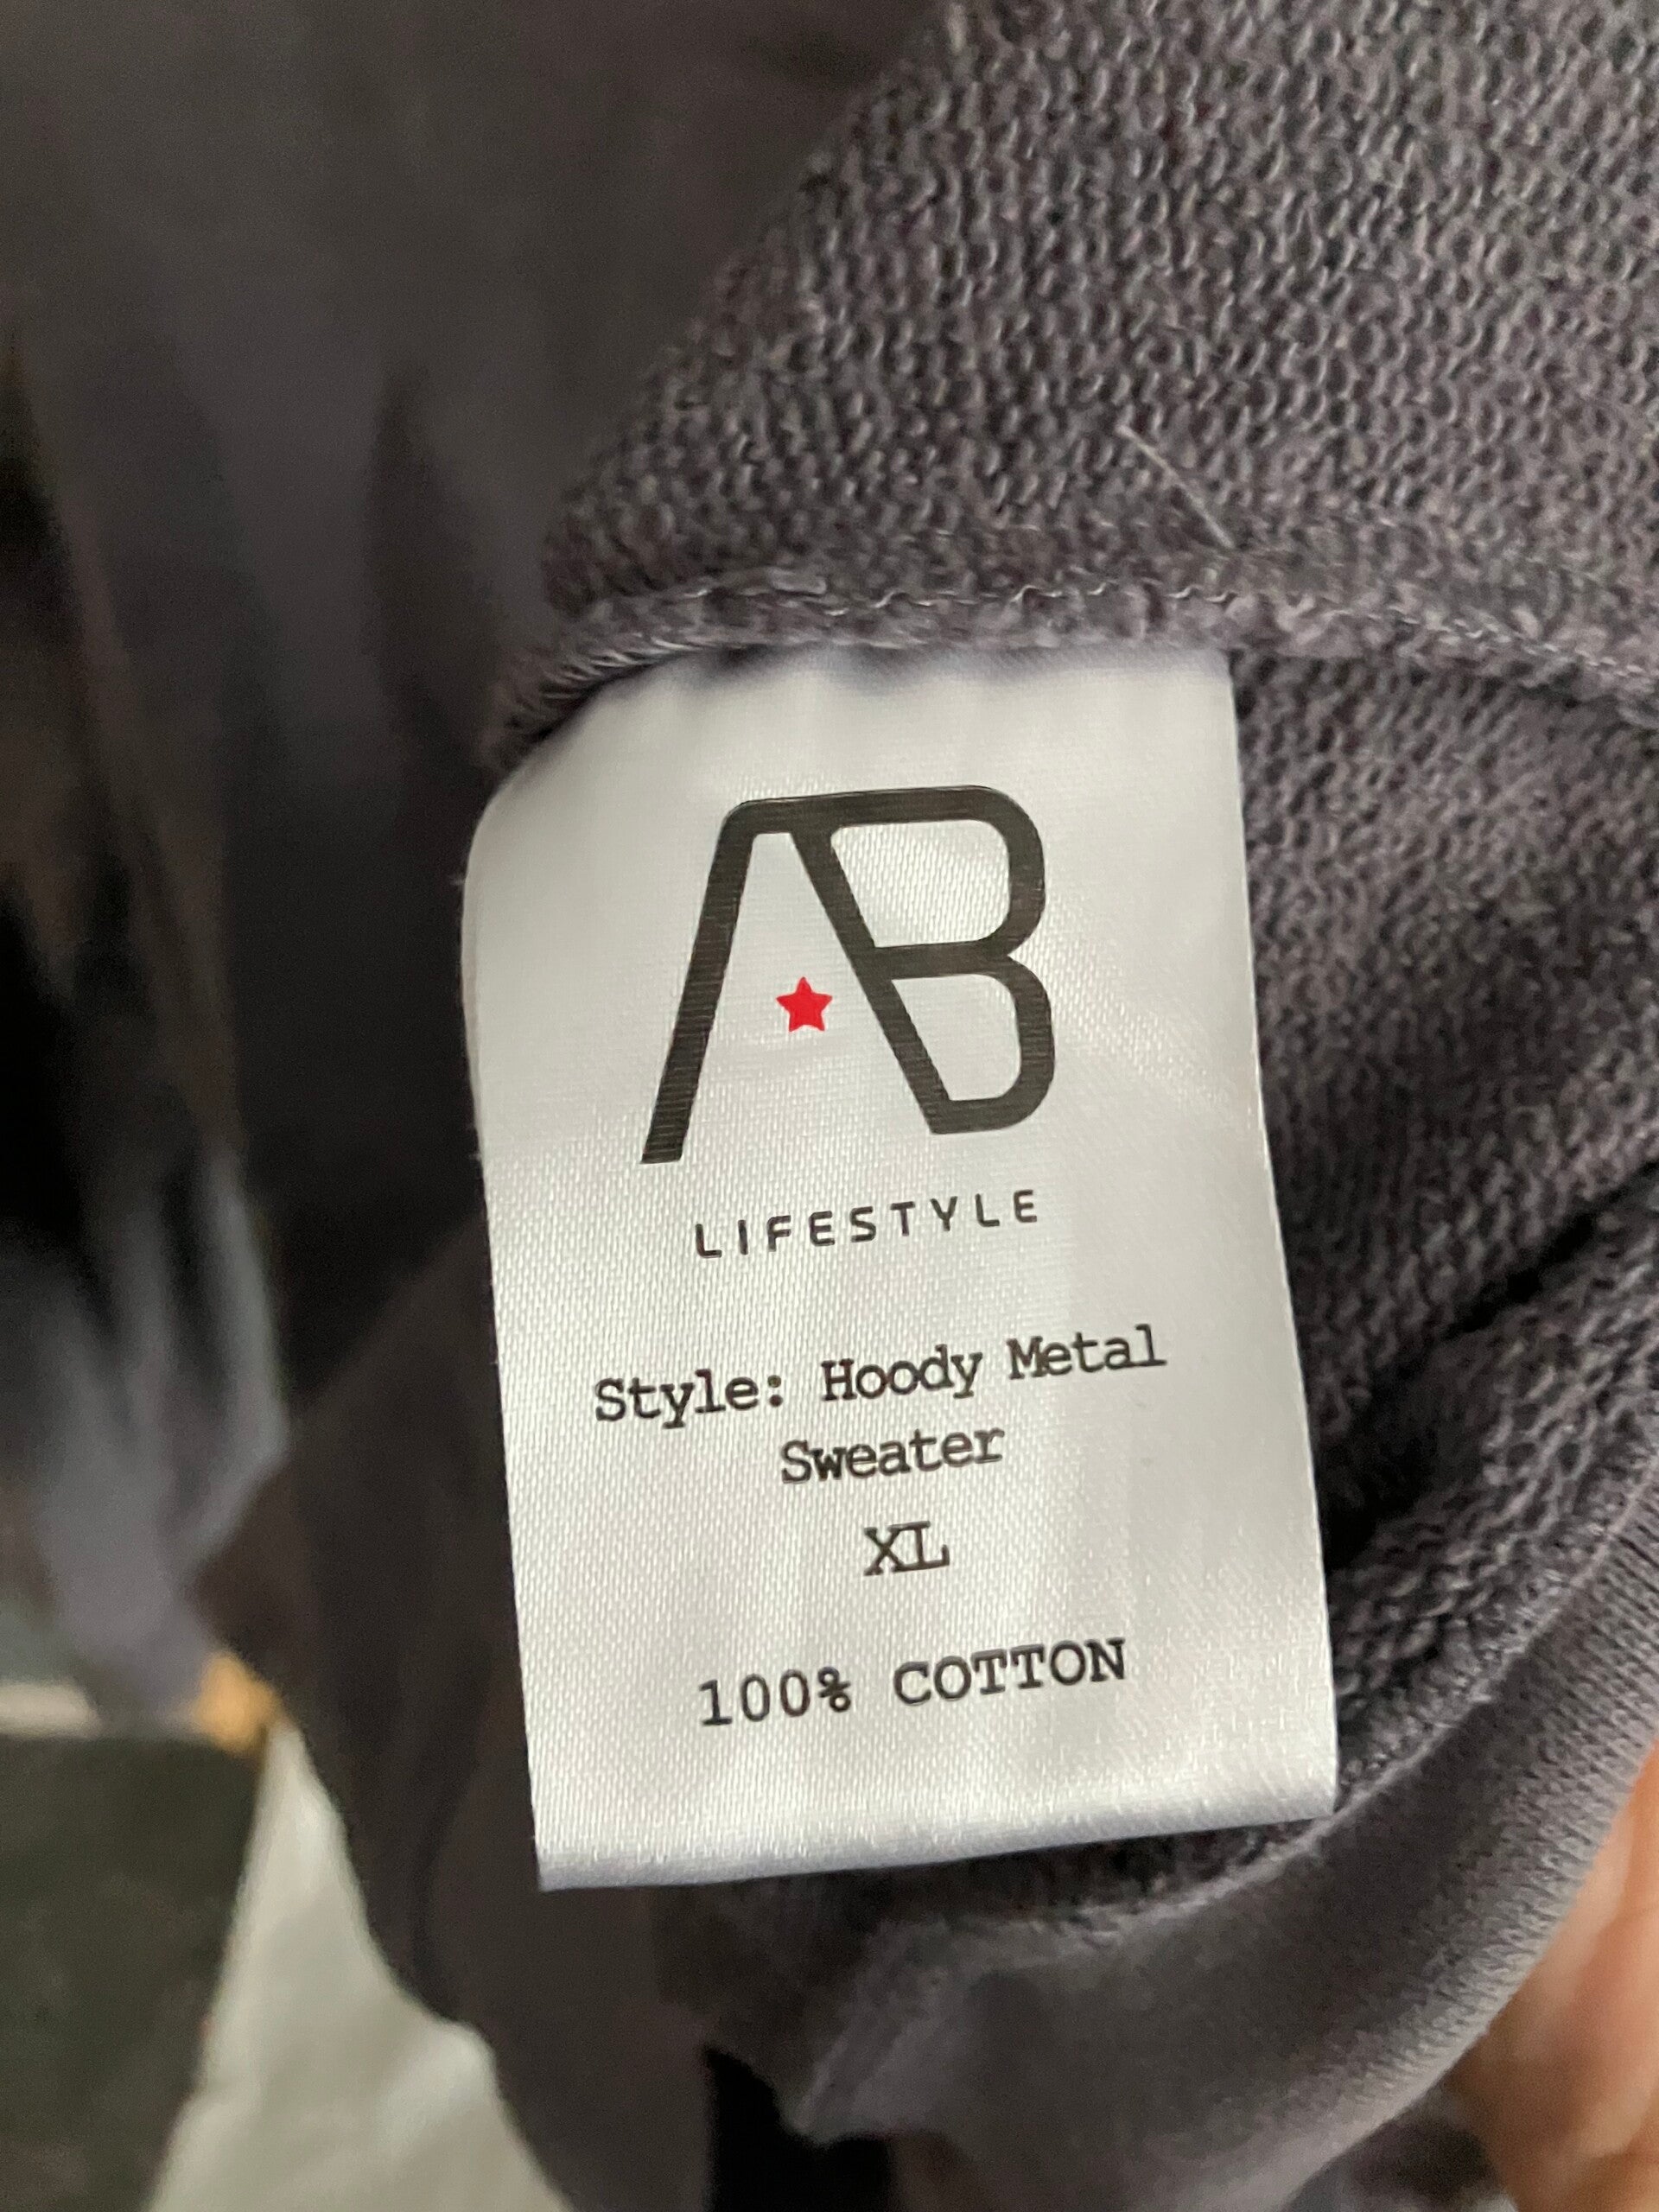 AB
LIFESTYLE
Style: Hoody Metal
Sweater
XL
100% COTTON